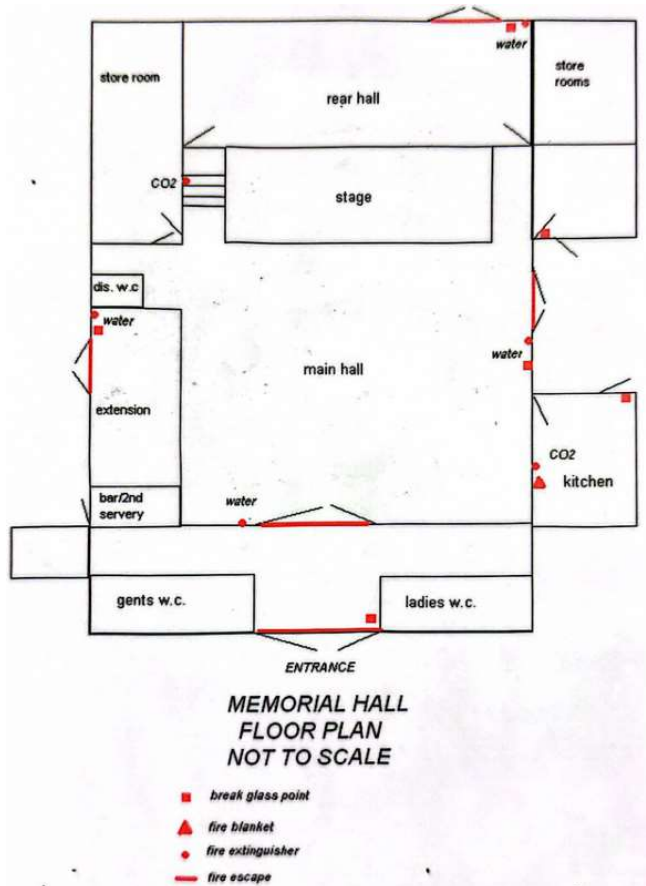 water
store room
store
rooms
rear hall
CO2
stage
dis. w.c
water
main hall
water
extension
CO2
kitchen
bar/2nd
servery
water
gents w.c.
ladies w.c.
ENTRANCE
MEMORIAL HALL
FLOOR PLAN
NOT TO SCALE
break glass point
fire blanket
fire extinguisher
fire escape